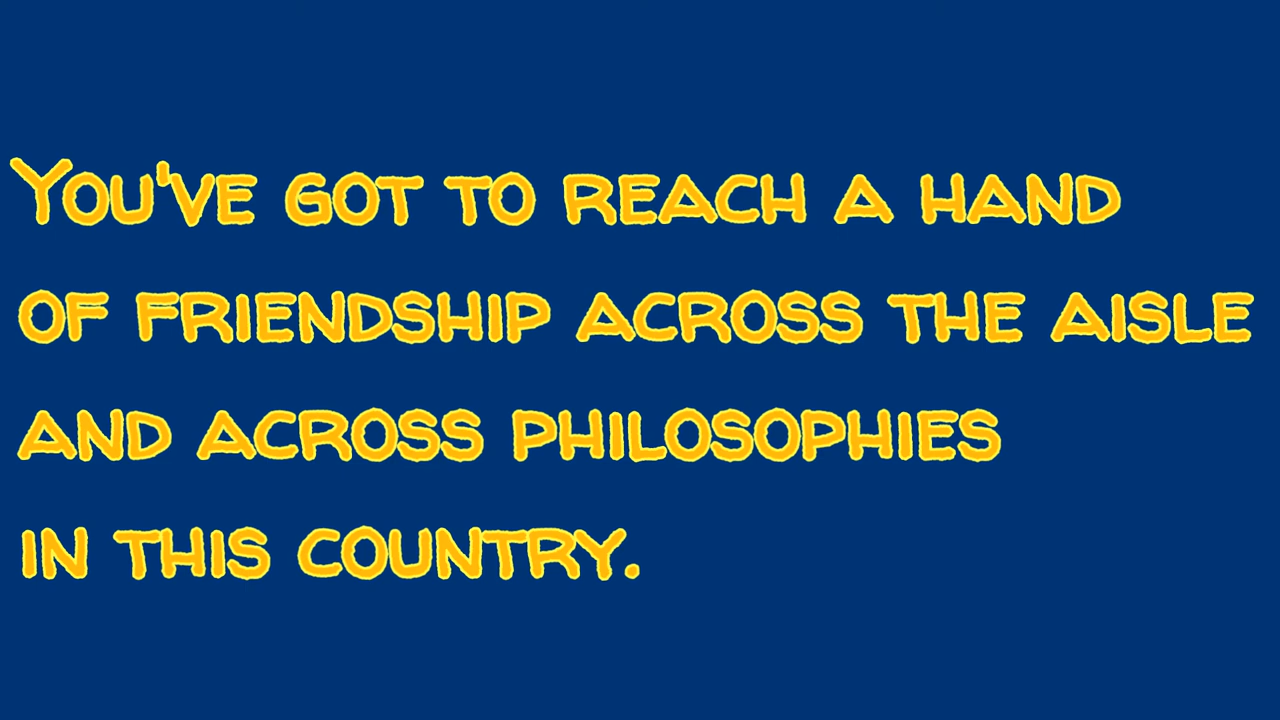 You've got to reach a hand
of friendship across the aisle
and across philosophies
in this country.